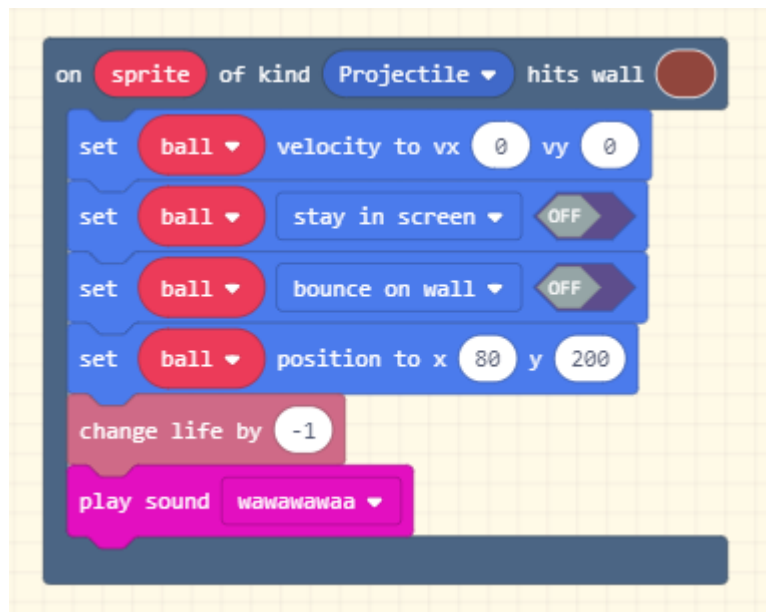 on sprite of kind Projectile hits wall
set ball velocity to vx 0 vy 0
set ball stay in screen OFF
set ball bounce on wall OFF
set ball position to x 80 y 200
change life by -1
play sound wawawawaa